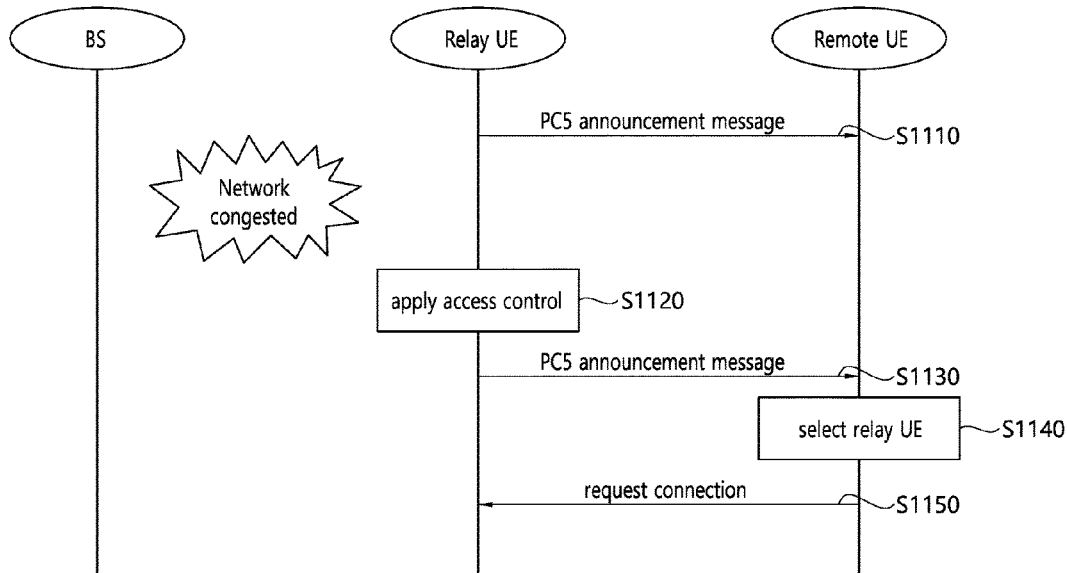 BS
Relay UE
Remote UE
PC5 announcement message
S1110
Network
congested
apply access control
S1120
PC5 announcement message
S1130
select relay UE
S1140
request connection
S1150